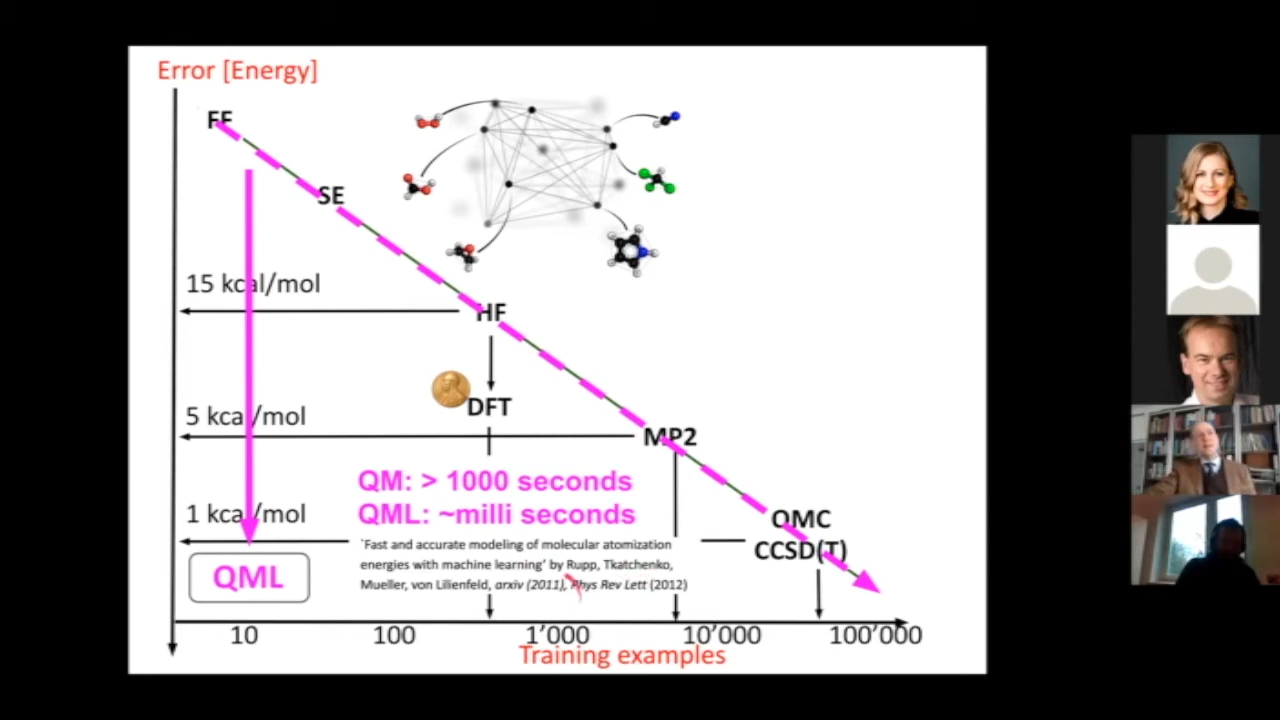 Error [Energy]
FF
SE
15 kcal/mol
HF
DFT
5 kcal/mol
MP2
QM: > 1000 seconds
QML: ~milli seconds
1 kcal/mol
QMC
CCSD(T)
`Fast and accurate modeling of molecular atomization
energies with machine learning' by Rupp, Tkatchenko,
Mueller, von Lilienfeld, arxiv (2011), Phys Rev Lett (2012)
QML
10 100 1'000 10'000 100'000
Training examples